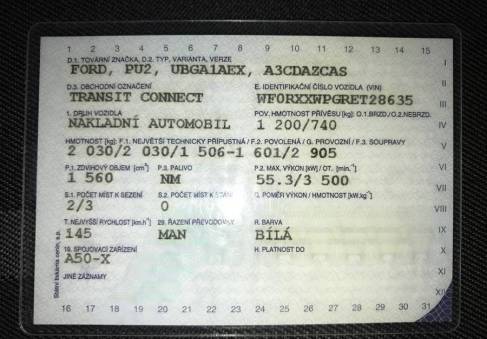 1 2 3 4 5 6 7 8 9 10 11 12 13 14 15
D.1. TOVÁRNÍ ZNAČKA, D.2. TYP, VARIANTA, VERZE
FORD, PU2, UBGA1AEX, A3CDAZCAS
I
II
D.3. OBCHODNÍ OZNAČENÍ E. IDENTIFIKAČNÍ ČÍSLO VOZIDLA (VIN)
TRANSIT CONNECT WF0RXXWPGRET28635 III
1. DRUH VOZIDLA POV. HMOTNOST PŘÍVĚSU [kg]: O.1.BRZD./O.2.NEBRZD.
NÁKLADNÍ AUTOMOBIL 1 200/740 IV
HMOTNOST [kg]: F.1. NEJVĚTŠÍ TECHNICKY PŘÍPUSTNÁ / F.2. POVOLENÁ / G. PROVOZNÍ / F.3. SOUPRAVY
2 030/2 030/1 506-1 601/2 905 V
P.1. ZDVIHOVÝ OBJEM [cm³] P.3. PALIVO P.2. MAX. VÝKON [kW] / OT. [min.⁻¹] VI
1 560 NM 55.3/3 500
VII
S.1. POČET MÍST K SEZENÍ S.2. POČET MÍST K STÁNÍ Q. POMĚR VÝKON / HMOTNOST [kW.kg⁻¹]
2/3 0 VIII
T. NEJVYŠŠÍ RYCHLOST [km.h⁻¹] 29. ŘAZENÍ PŘEVODOVKY R. BARVA
145 MAN BÍLÁ IX
19. SPOJOVACÍ ZAŘÍZENÍ H. PLATNOST DO X
A50-X
JINÉ ZÁZNAMY XI
XII
Státní tiskárna cenin, s.p.
16 17 18 19 20 21 22 23 24 25 26 27 28 29 30 31